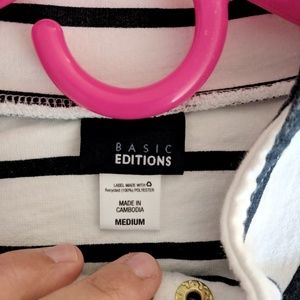 BASIC
EDITIONS
LABEL MADE WITH
Recycled (100%) POLYESTER
MADE IN
CAMBODIA
MEDIUM